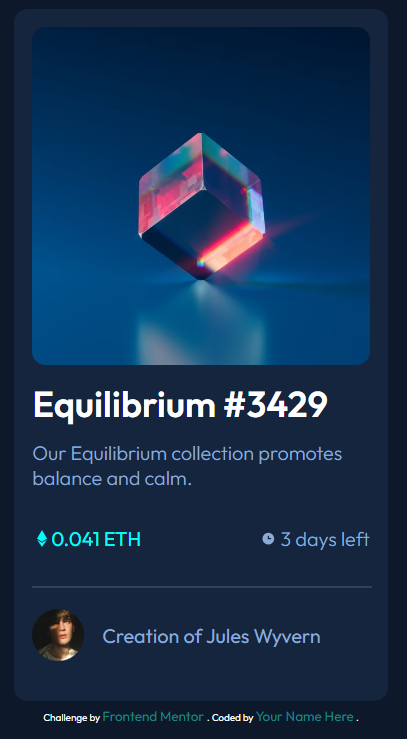 Equilibrium #3429
Our Equilibrium collection promotes
balance and calm.
0.041 ETH 3 days left
Creation of Jules Wyvern
Challenge by Frontend Mentor . Coded by Your Name Here .